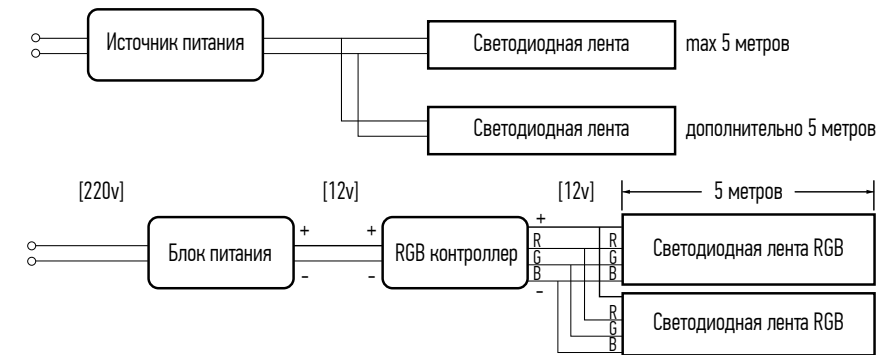 Источник питания
Светодиодная лента
max 5 метров
Светодиодная лента
дополнительно 5 метров
[220v]
[12v]
[12v]
5 метров
Блок питания
+
-
+
-
RGB контроллер
+
R
G
B
-
R
G
B
Светодиодная лента RGB
R
G
B
Светодиодная лента RGB